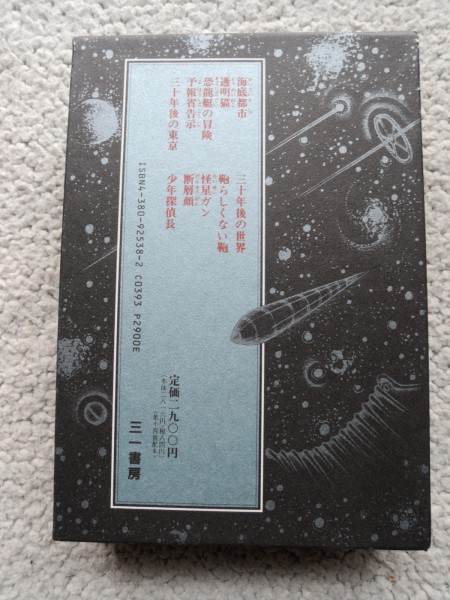 海底都市
透明猫
恐龍艇の冒険
予報省告示
三十年後の東京
三十年後の世界
鞄らしくない鞄
怪星ガン
断層顔
少年探偵長
ISBN4-380-92538-2 C0393 P2900E
定価二九〇〇円
三一書房